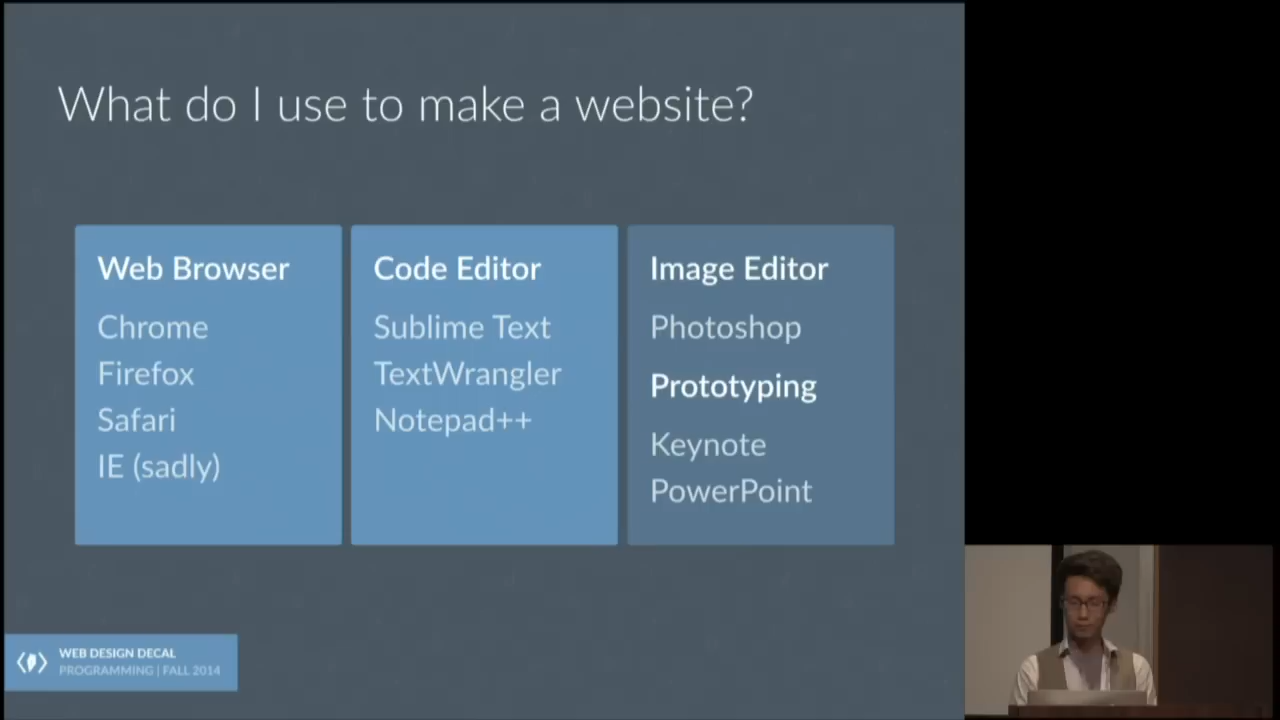 What do I use to make a website?
Web Browser
Chrome
Firefox
Safari
IE (sadly)
Code Editor
Sublime Text
TextWrangler
Notepad++
Image Editor
Photoshop
Prototyping
Keynote
PowerPoint
WEB DESIGN DECAL
PROGRAMMING | FALL 2014